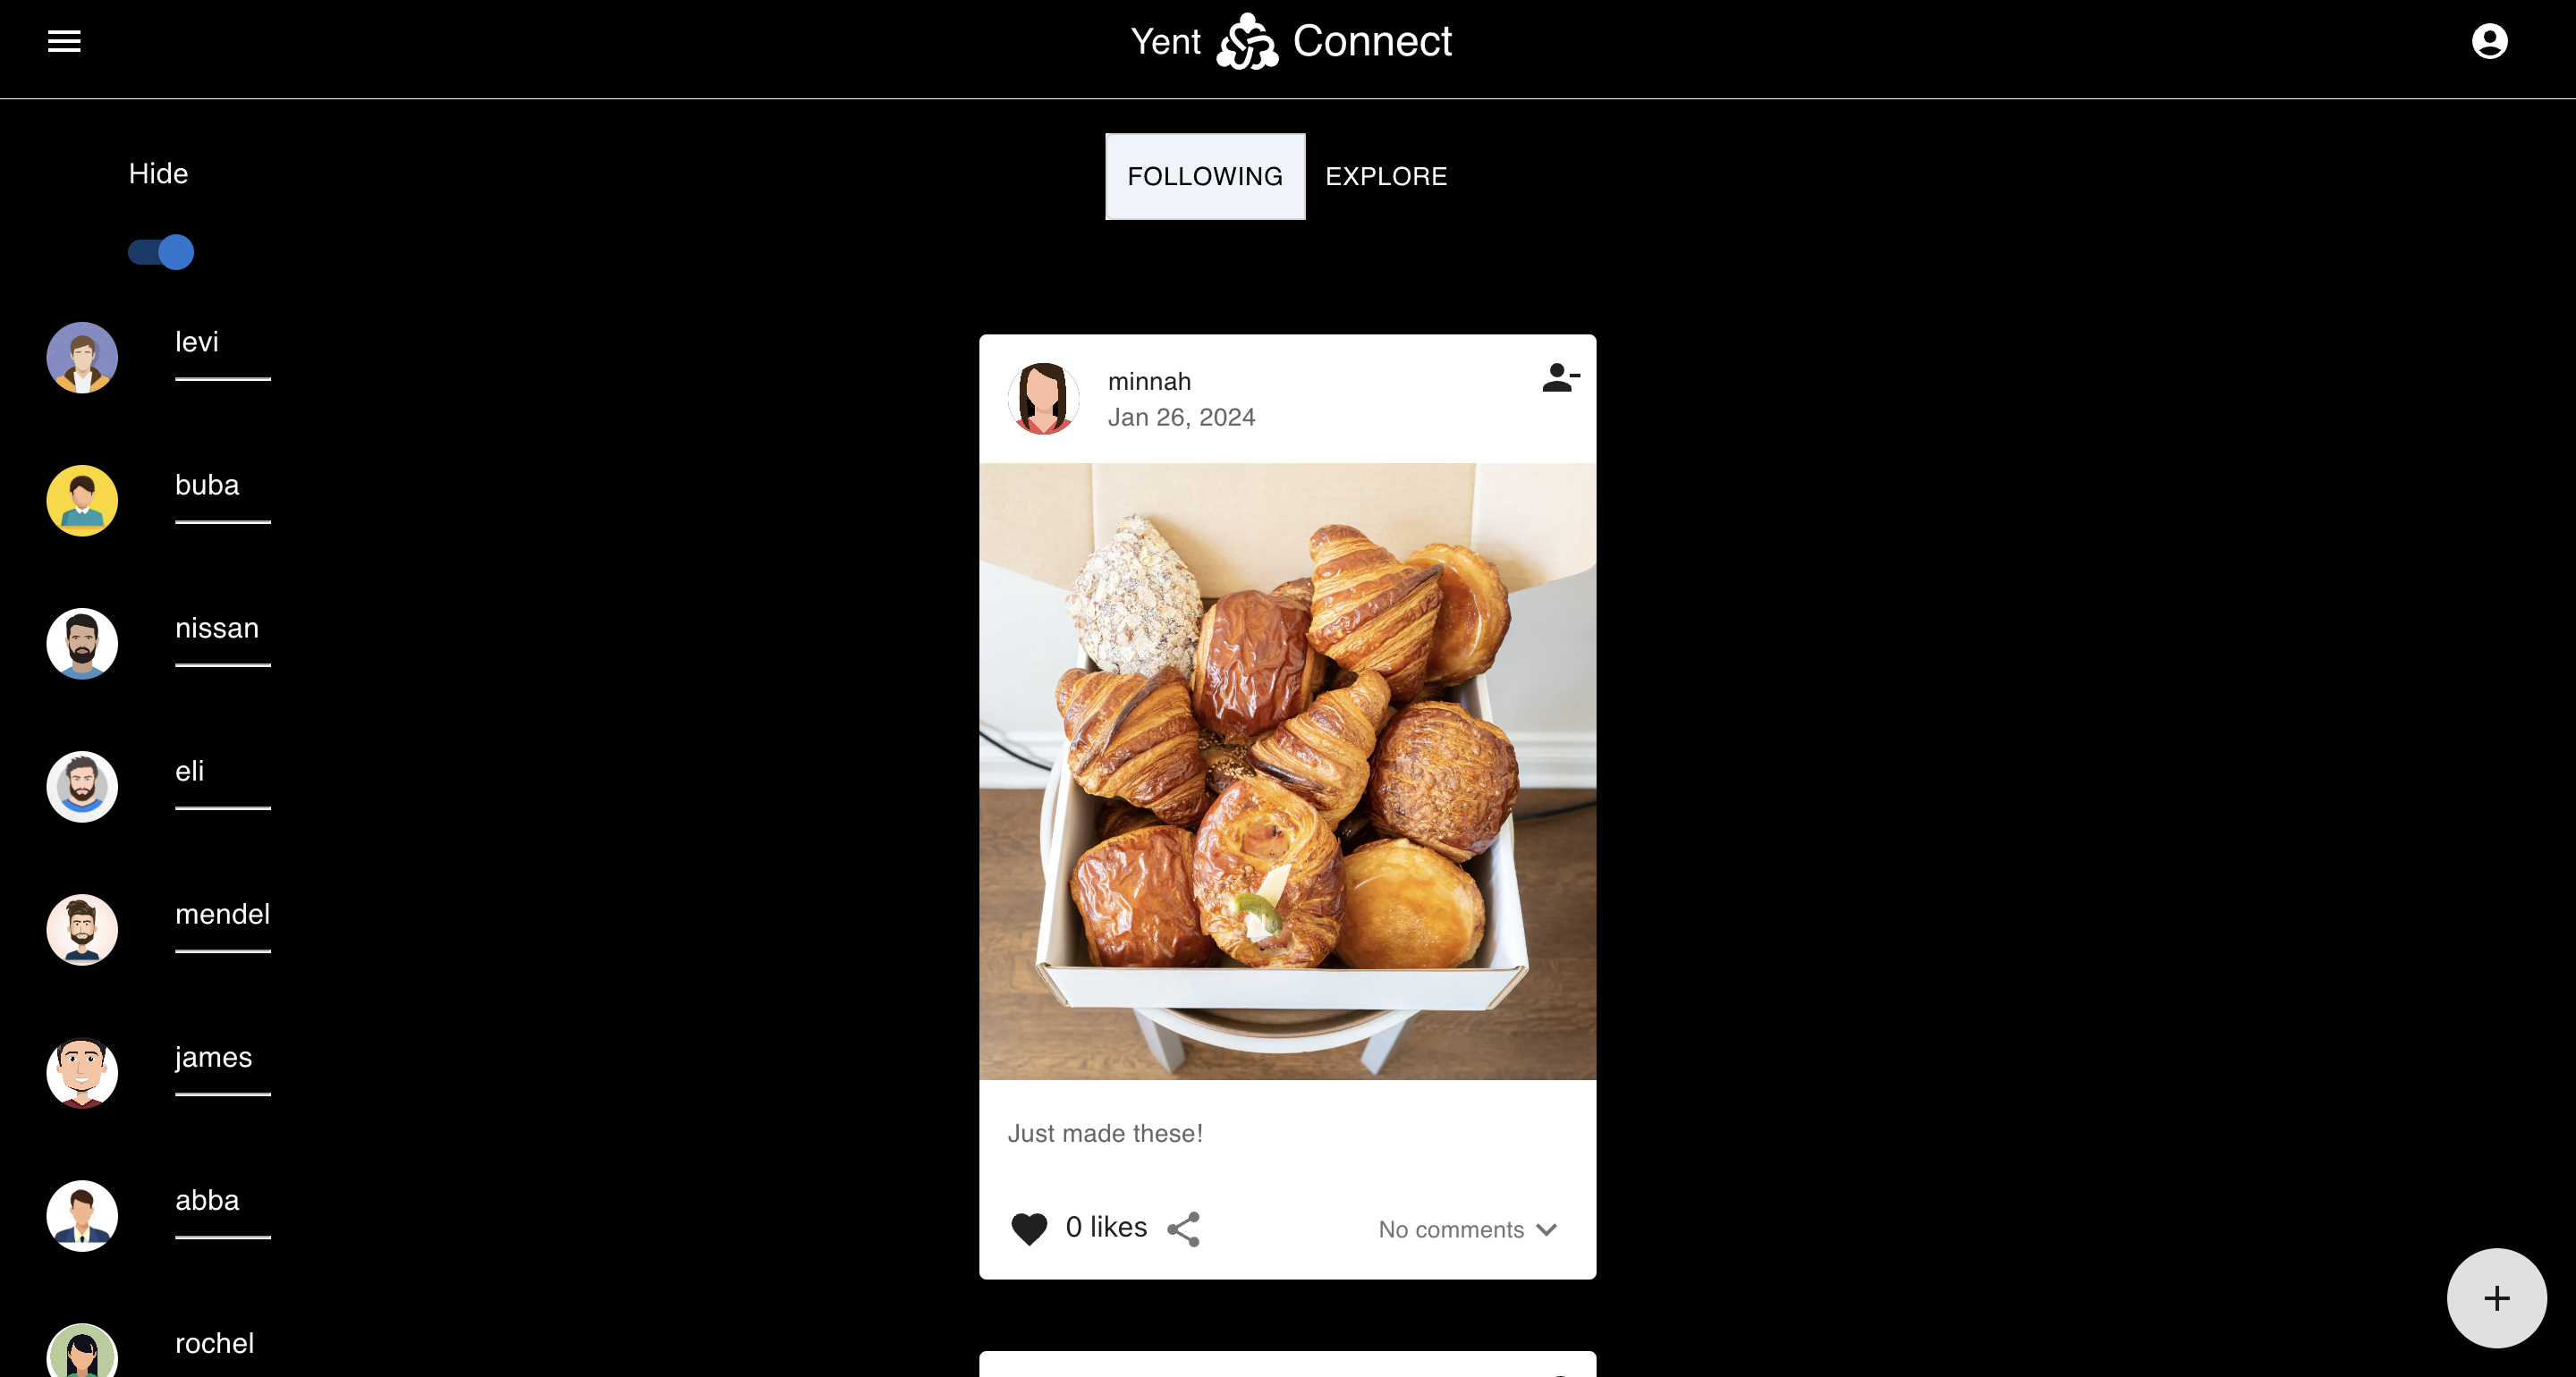 Yent Connect
Hide
FOLLOWING EXPLORE
levi
buba
nissan
eli
mendel
james
abba
rochel
minnah
Jan 26, 2024
Just made these!
0 likes
No comments